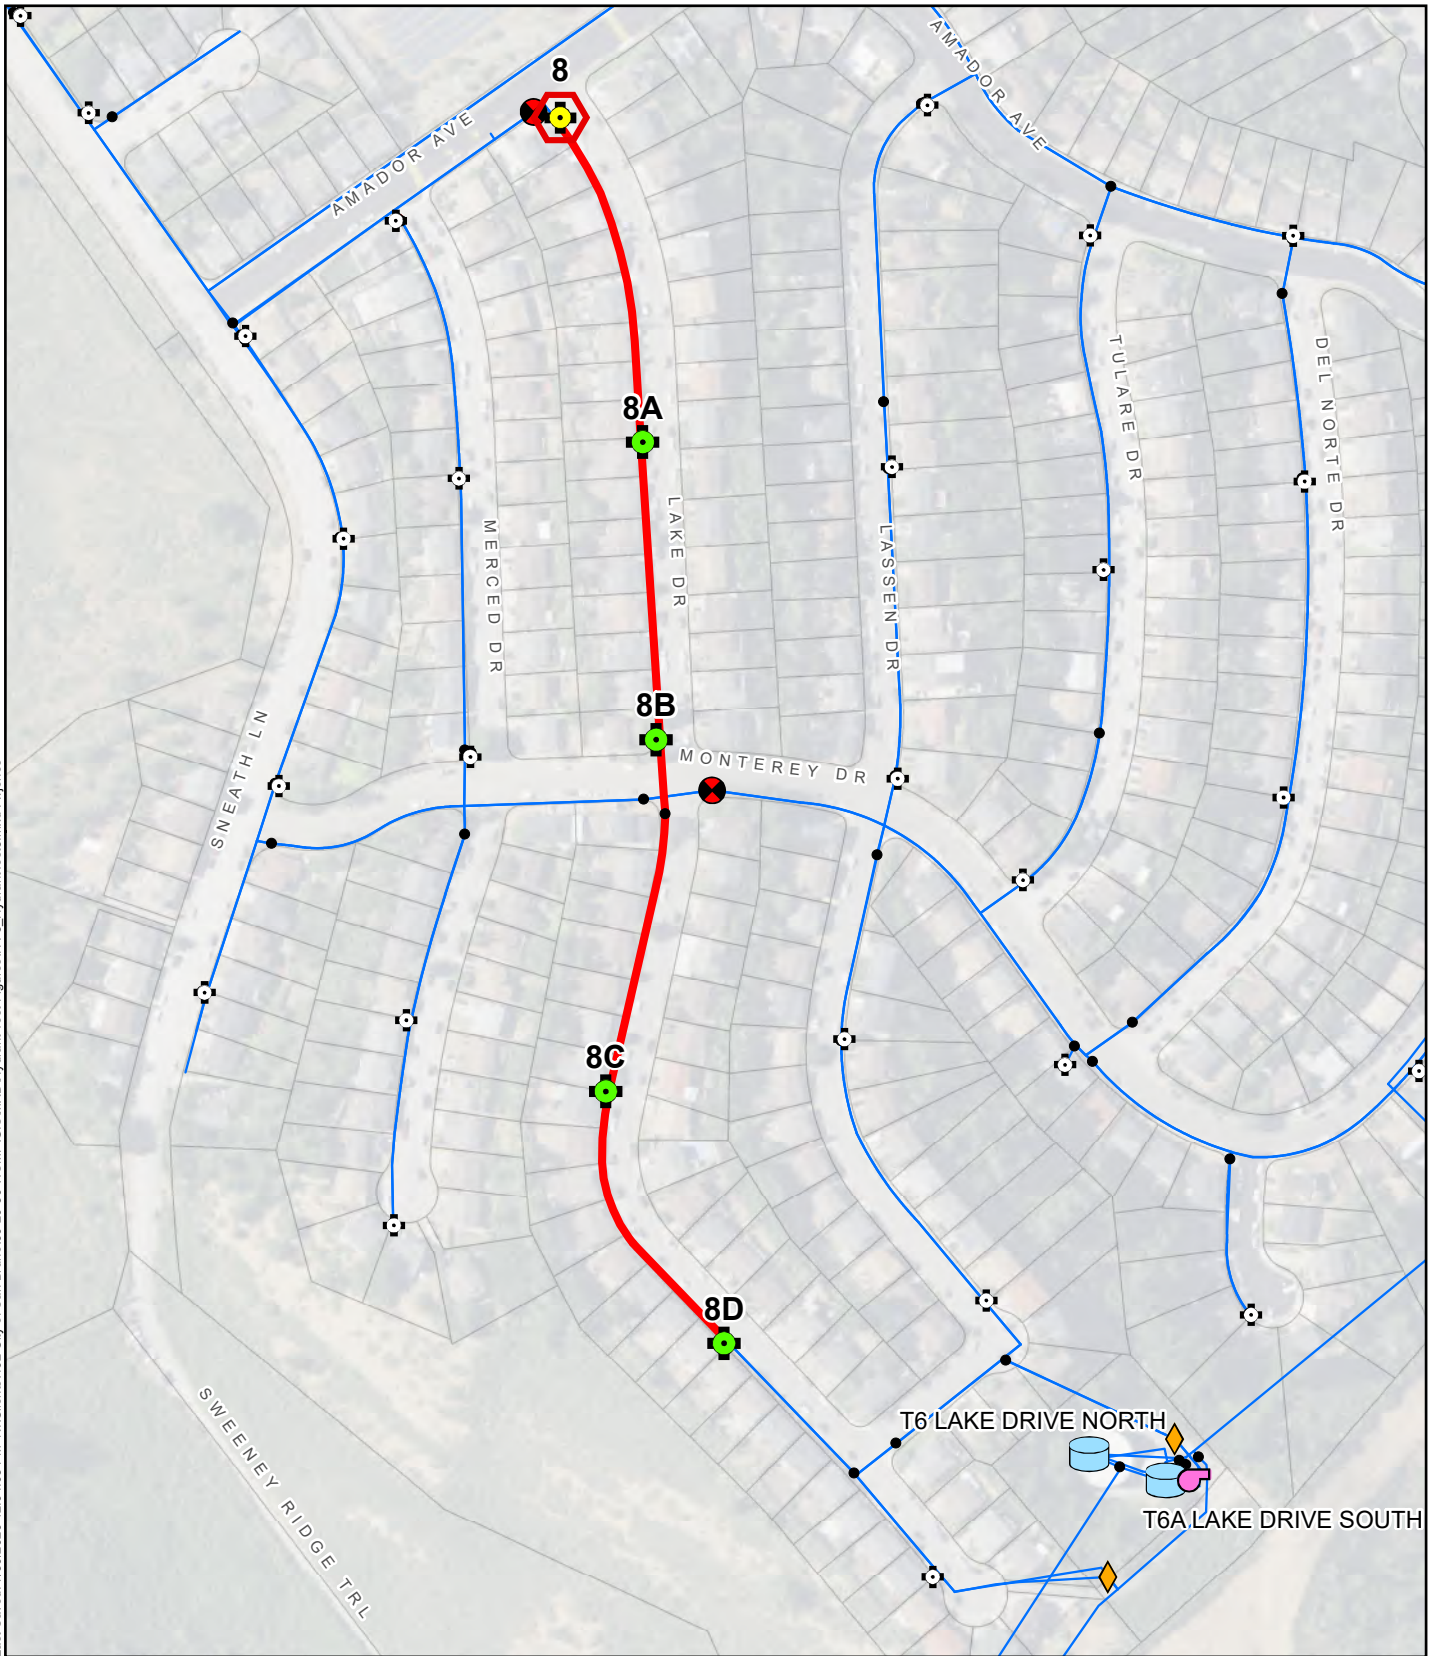 8
AMADOR AVE
AMADOR AVE
8A
TULARE DR
DEL NORTE DR
LAKE DR
MERCED DR
LASSEN DR
8B
MONTEREY DR
SNEATH LN
8C
8D
SWEENEY RIDGE TRL
T6 LAKE DRIVE NORTH
T6A LAKE DRIVE SOUTH